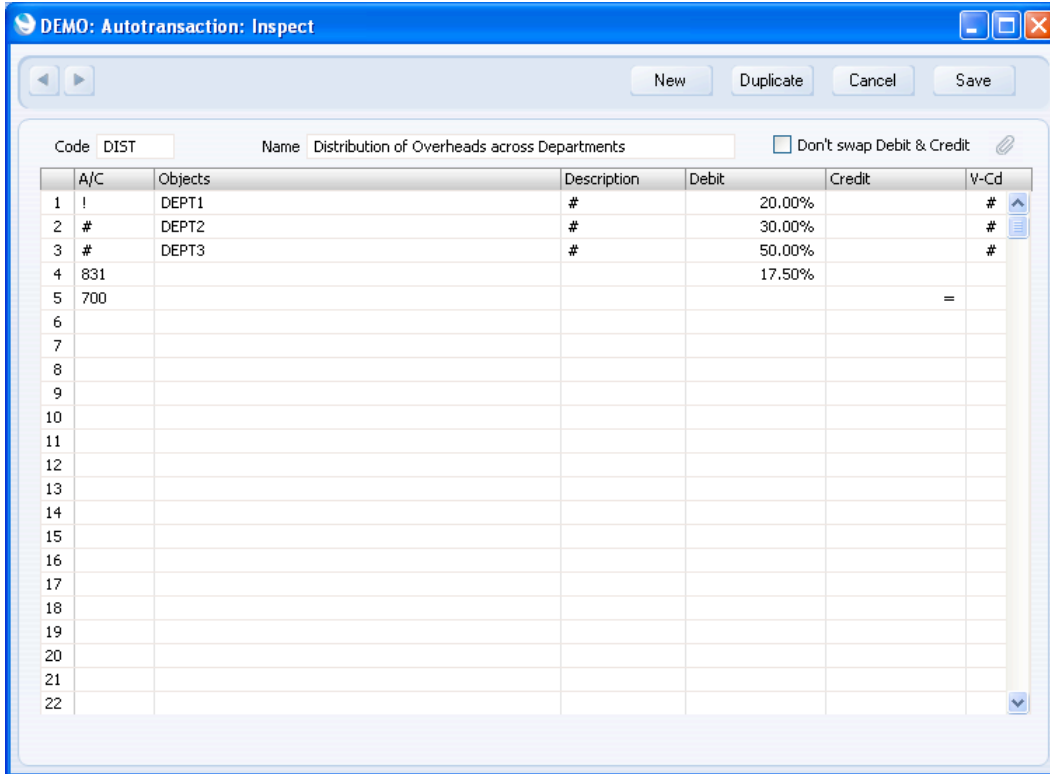 DEMO: Autotransaction: Inspect
New Duplicate Cancel Save
Code DIST Name Distribution of Overheads across Departments Don't swap Debit & Credit
A/C Objects Description Debit Credit V-Cd
1 ! DEPT1 # 20.00% #
2 # DEPT2 # 30.00% #
3 # DEPT3 # 50.00% #
4 831 17.50%
5 700 =
6
7
8
9
10
11
12
13
14
15
16
17
18
19
20
21
22